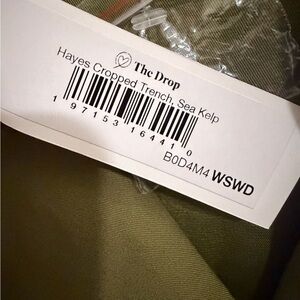 The Drop
Hayes Cropped Trench, Sea Kelp
1 97153 16441 0
B0D4M4 WSWD